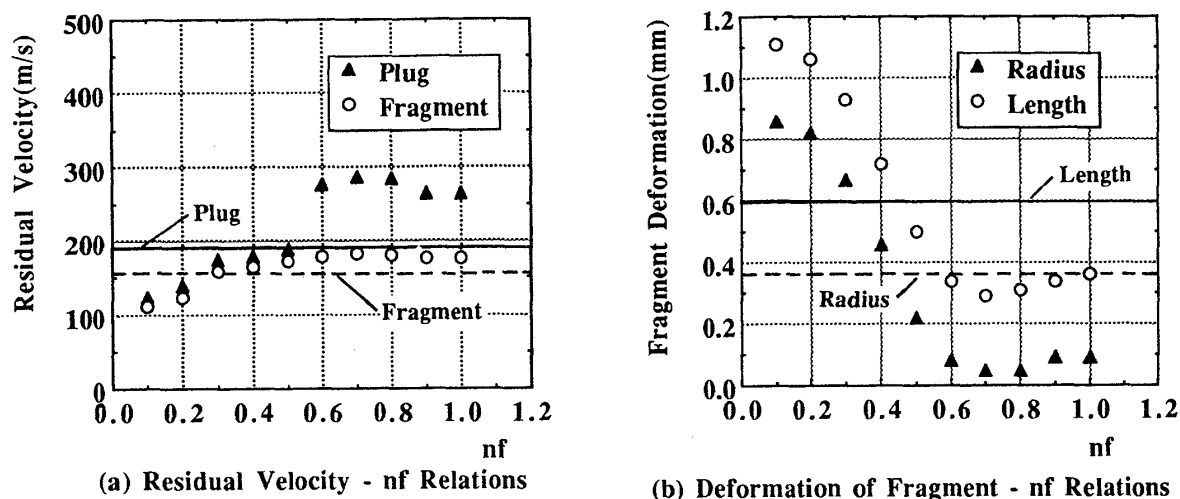 500
400
300
200
100
0
0.0 0.2 0.4 0.6 0.8 1.0 1.2
Residual Velocity(m/s)
nf
Plug
Fragment
Plug
Fragment
(a) Residual Velocity - nf Relations
1.2
1.0
0.8
0.6
0.4
0.2
0.0
0.0 0.2 0.4 0.6 0.8 1.0 1.2
Fragment Deformation(mm)
nf
Radius
Length
Length
Radius
(b) Deformation of Fragment - nf Relations